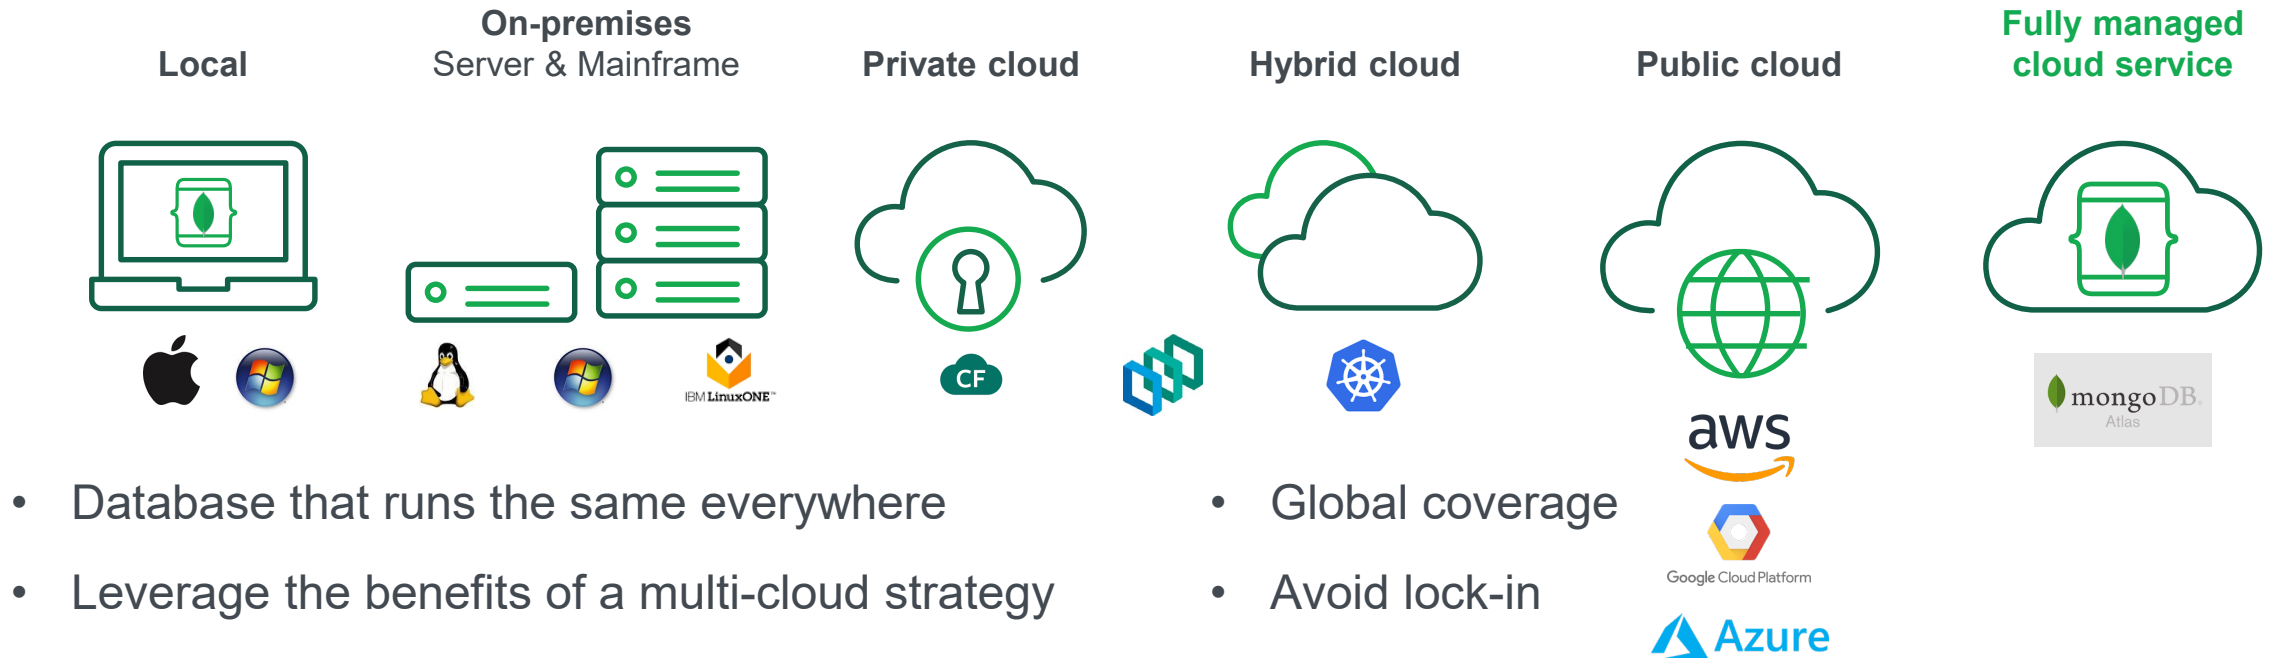 Local
On-premises
Server & Mainframe
Private cloud
Hybrid cloud
Public cloud
Fully managed
cloud service
IBM LinuxONE™
CF
aws
Google Cloud Platform
Azure
mongoDB®
Atlas
• Database that runs the same everywhere
• Leverage the benefits of a multi-cloud strategy
• Global coverage
• Avoid lock-in